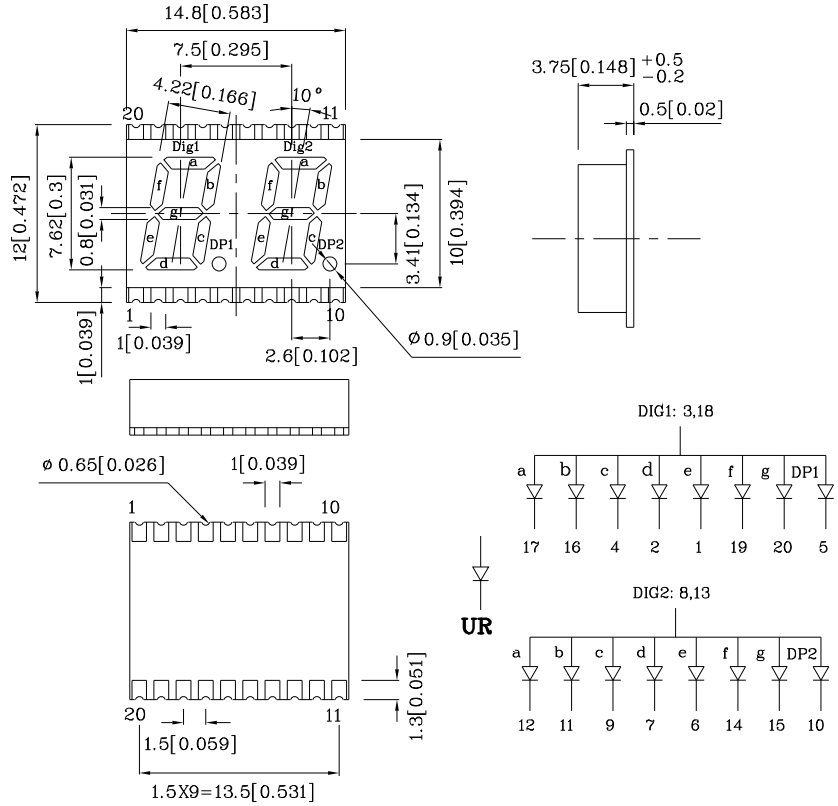 14.8[0.583]
7.5[0.295]
4.22[0.166]
10°
20
11
Dig1
Dig2
a
a
f
b
f
b
g
g
e
c
e
c
d
d
DP1
DP2
12[0.472]
7.62[0.3]
0.8[0.031]
3.41[0.134]
10[0.394]
1
10
1[0.039]
1[0.039]
2.6[0.102]
Ø0.9[0.035]
3.75[0.148] +0.5 -0.2
0.5[0.02]
Ø 0.65[0.026]
1[0.039]
1
10
20
11
1.5[0.059]
1.3[0.051]
1.5X9=13.5[0.531]
DIG1: 3,18
a b c d e f g DP1
17 16 4 2 1 19 20 5
UR
DIG2: 8,13
a b c d e f g DP2
12 11 9 7 6 14 15 10